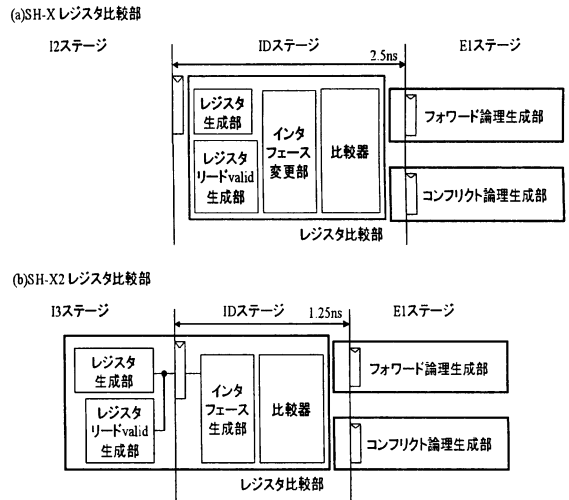 (a)SH-X レジスタ比較部
I2ステージ
IDステージ
E1ステージ
2.5ns
レジスタ
生成部
レジスタ
リードvalid
生成部
インタ
フェース
変更部
比較器
フォワード論理生成部
コンフリクト論理生成部
レジスタ比較部
(b)SH-X2 レジスタ比較部
I3ステージ
IDステージ
E1ステージ
1.25ns
レジスタ
生成部
レジスタ
リードvalid
生成部
インタ
フェース
生成部
比較器
フォワード論理生成部
コンフリクト論理生成部
レジスタ比較部